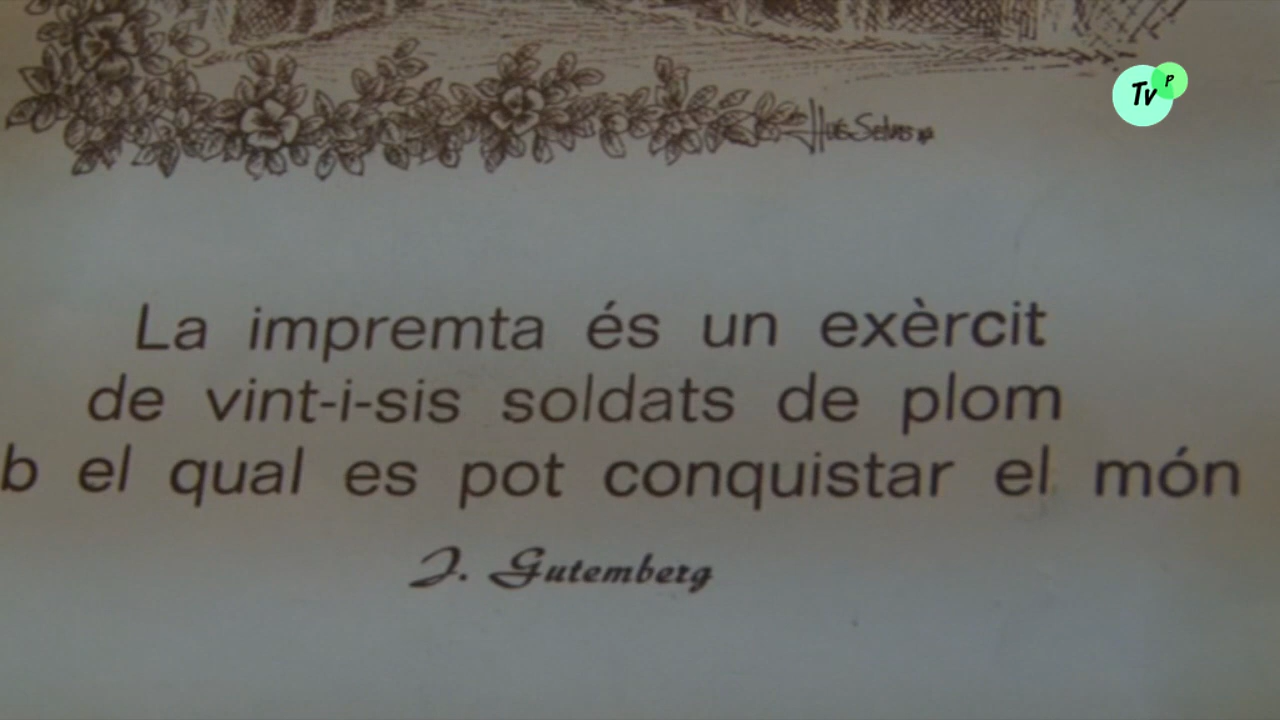 Tv P
La impremta és un exèrcit
de vint-i-sis soldats de plom
b el qual es pot conquistar el món
J. Gutemberg